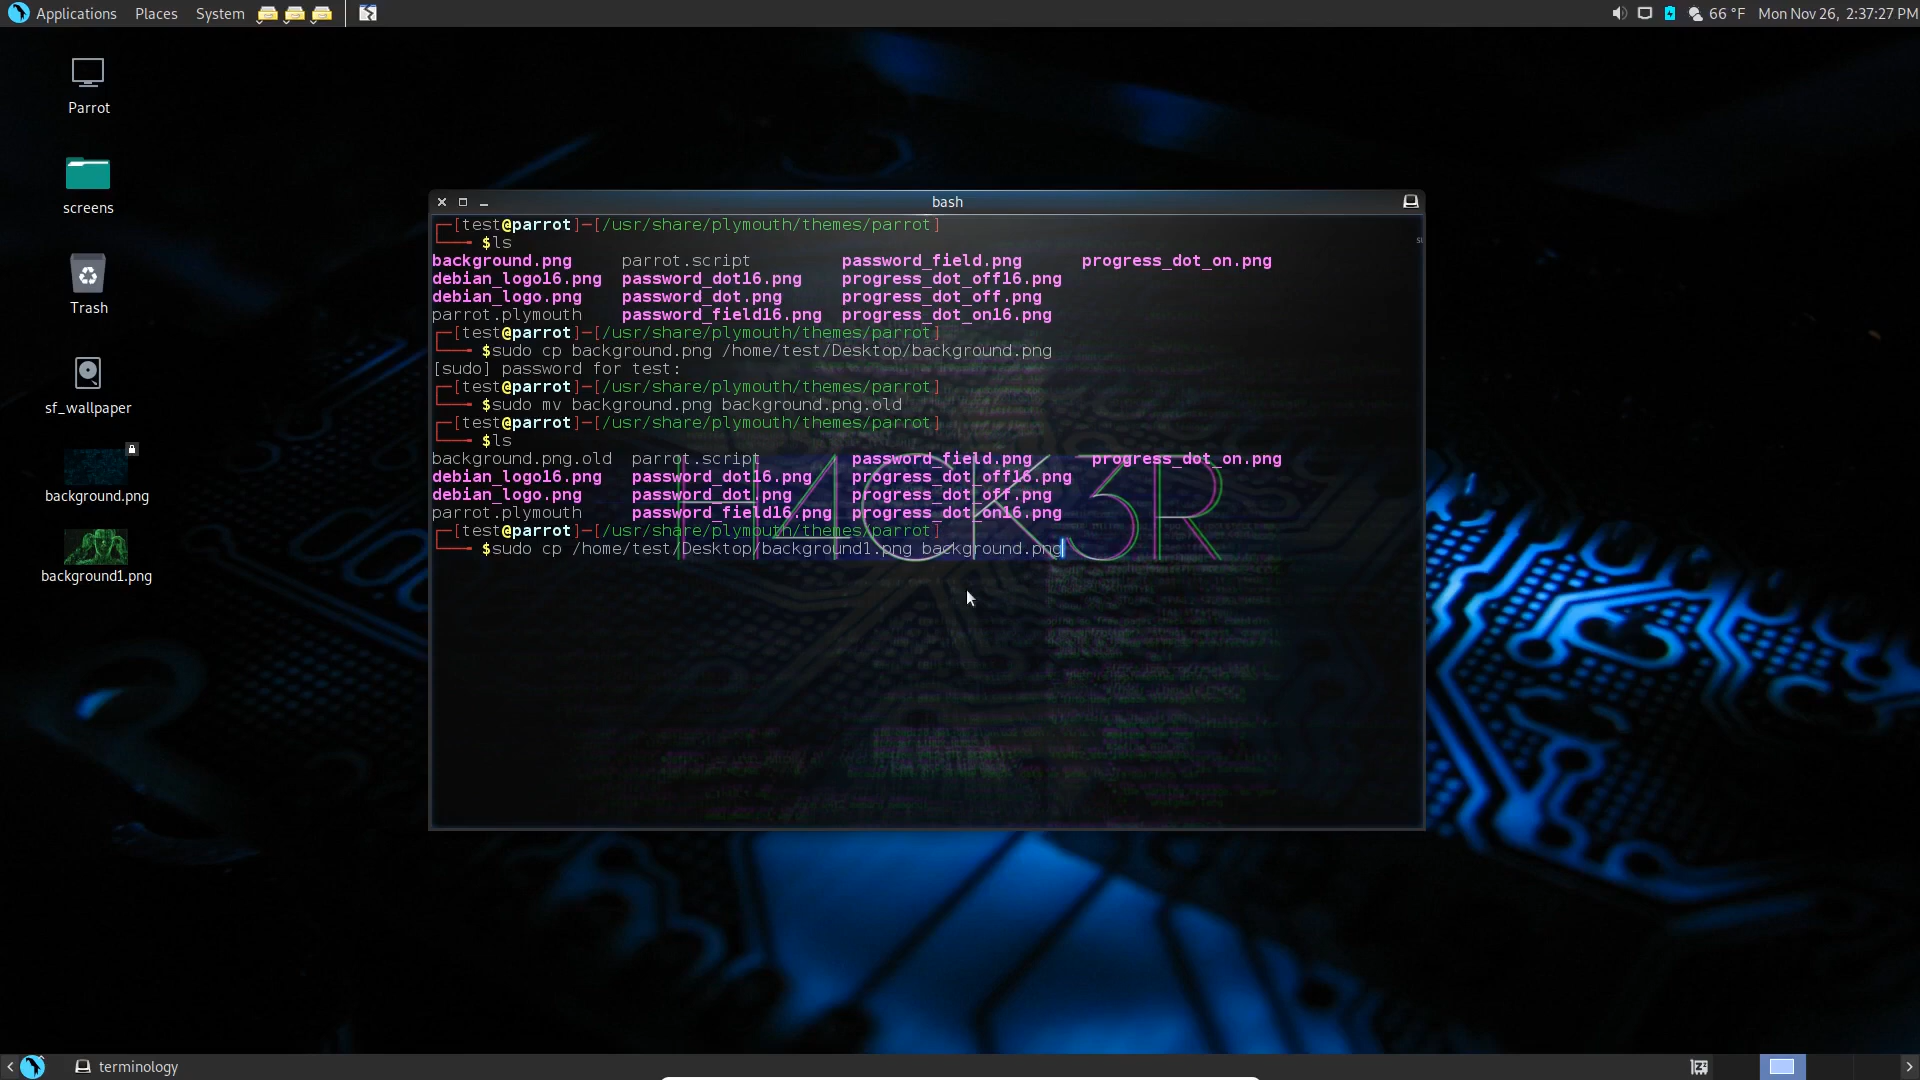 Applications Places System
66 °F Mon Nov 26, 2:37:27 PM
Parrot
screens
Trash
sf_wallpaper
background.png
background1.png
bash
┌─[test@parrot]─[/usr/share/plymouth/themes/parrot]
└──╼ $ls
background.png parrot.script password_field.png progress_dot_on.png
debian_logo16.png password_dot16.png progress_dot_off16.png
debian_logo.png password_dot.png progress_dot_off.png
parrot.plymouth password_field16.png progress_dot_on16.png
┌─[test@parrot]─[/usr/share/plymouth/themes/parrot]
└──╼ $sudo cp background.png /home/test/Desktop/background.png
[sudo] password for test:
┌─[test@parrot]─[/usr/share/plymouth/themes/parrot]
└──╼ $sudo mv background.png background.png.old
┌─[test@parrot]─[/usr/share/plymouth/themes/parrot]
└──╼ $ls
background.png.old parrot.script password_field.png progress_dot_on.png
debian_logo16.png password_dot16.png progress_dot_off16.png
debian_logo.png password_dot.png progress_dot_off.png
parrot.plymouth password_field16.png progress_dot_on16.png
┌─[test@parrot]─[/usr/share/plymouth/themes/parrot]
└──╼ $sudo cp /home/test/Desktop/background1.png background.png
H4CK3R
terminology